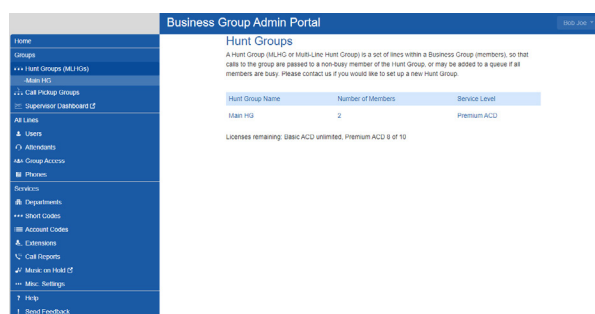 Business Group Admin Portal
Bob Joe
Home
Groups
Hunt Groups (MLHGs)
-Main HG
Call Pickup Groups
Supervisor Dashboard
All Lines
Users
Attendants
Group Access
Phones
Services
Departments
Short Codes
Account Codes
Extensions
Call Reports
Music on Hold
Misc. Settings
? Help
! Send Feedback
Hunt Groups
A Hunt Group (MLHG or Multi-Line Hunt Group) is a set of lines within a Business Group (members), so that
calls to the group are passed to a non-busy member of the Hunt Group, or may be added to a queue if all
members are busy. Please contact us if you would like to set up a new Hunt Group.
Hunt Group Name Number of Members Service Level
Main HG 2 Premium ACD
Licenses remaining: Basic ACD unlimited, Premium ACD 8 of 10